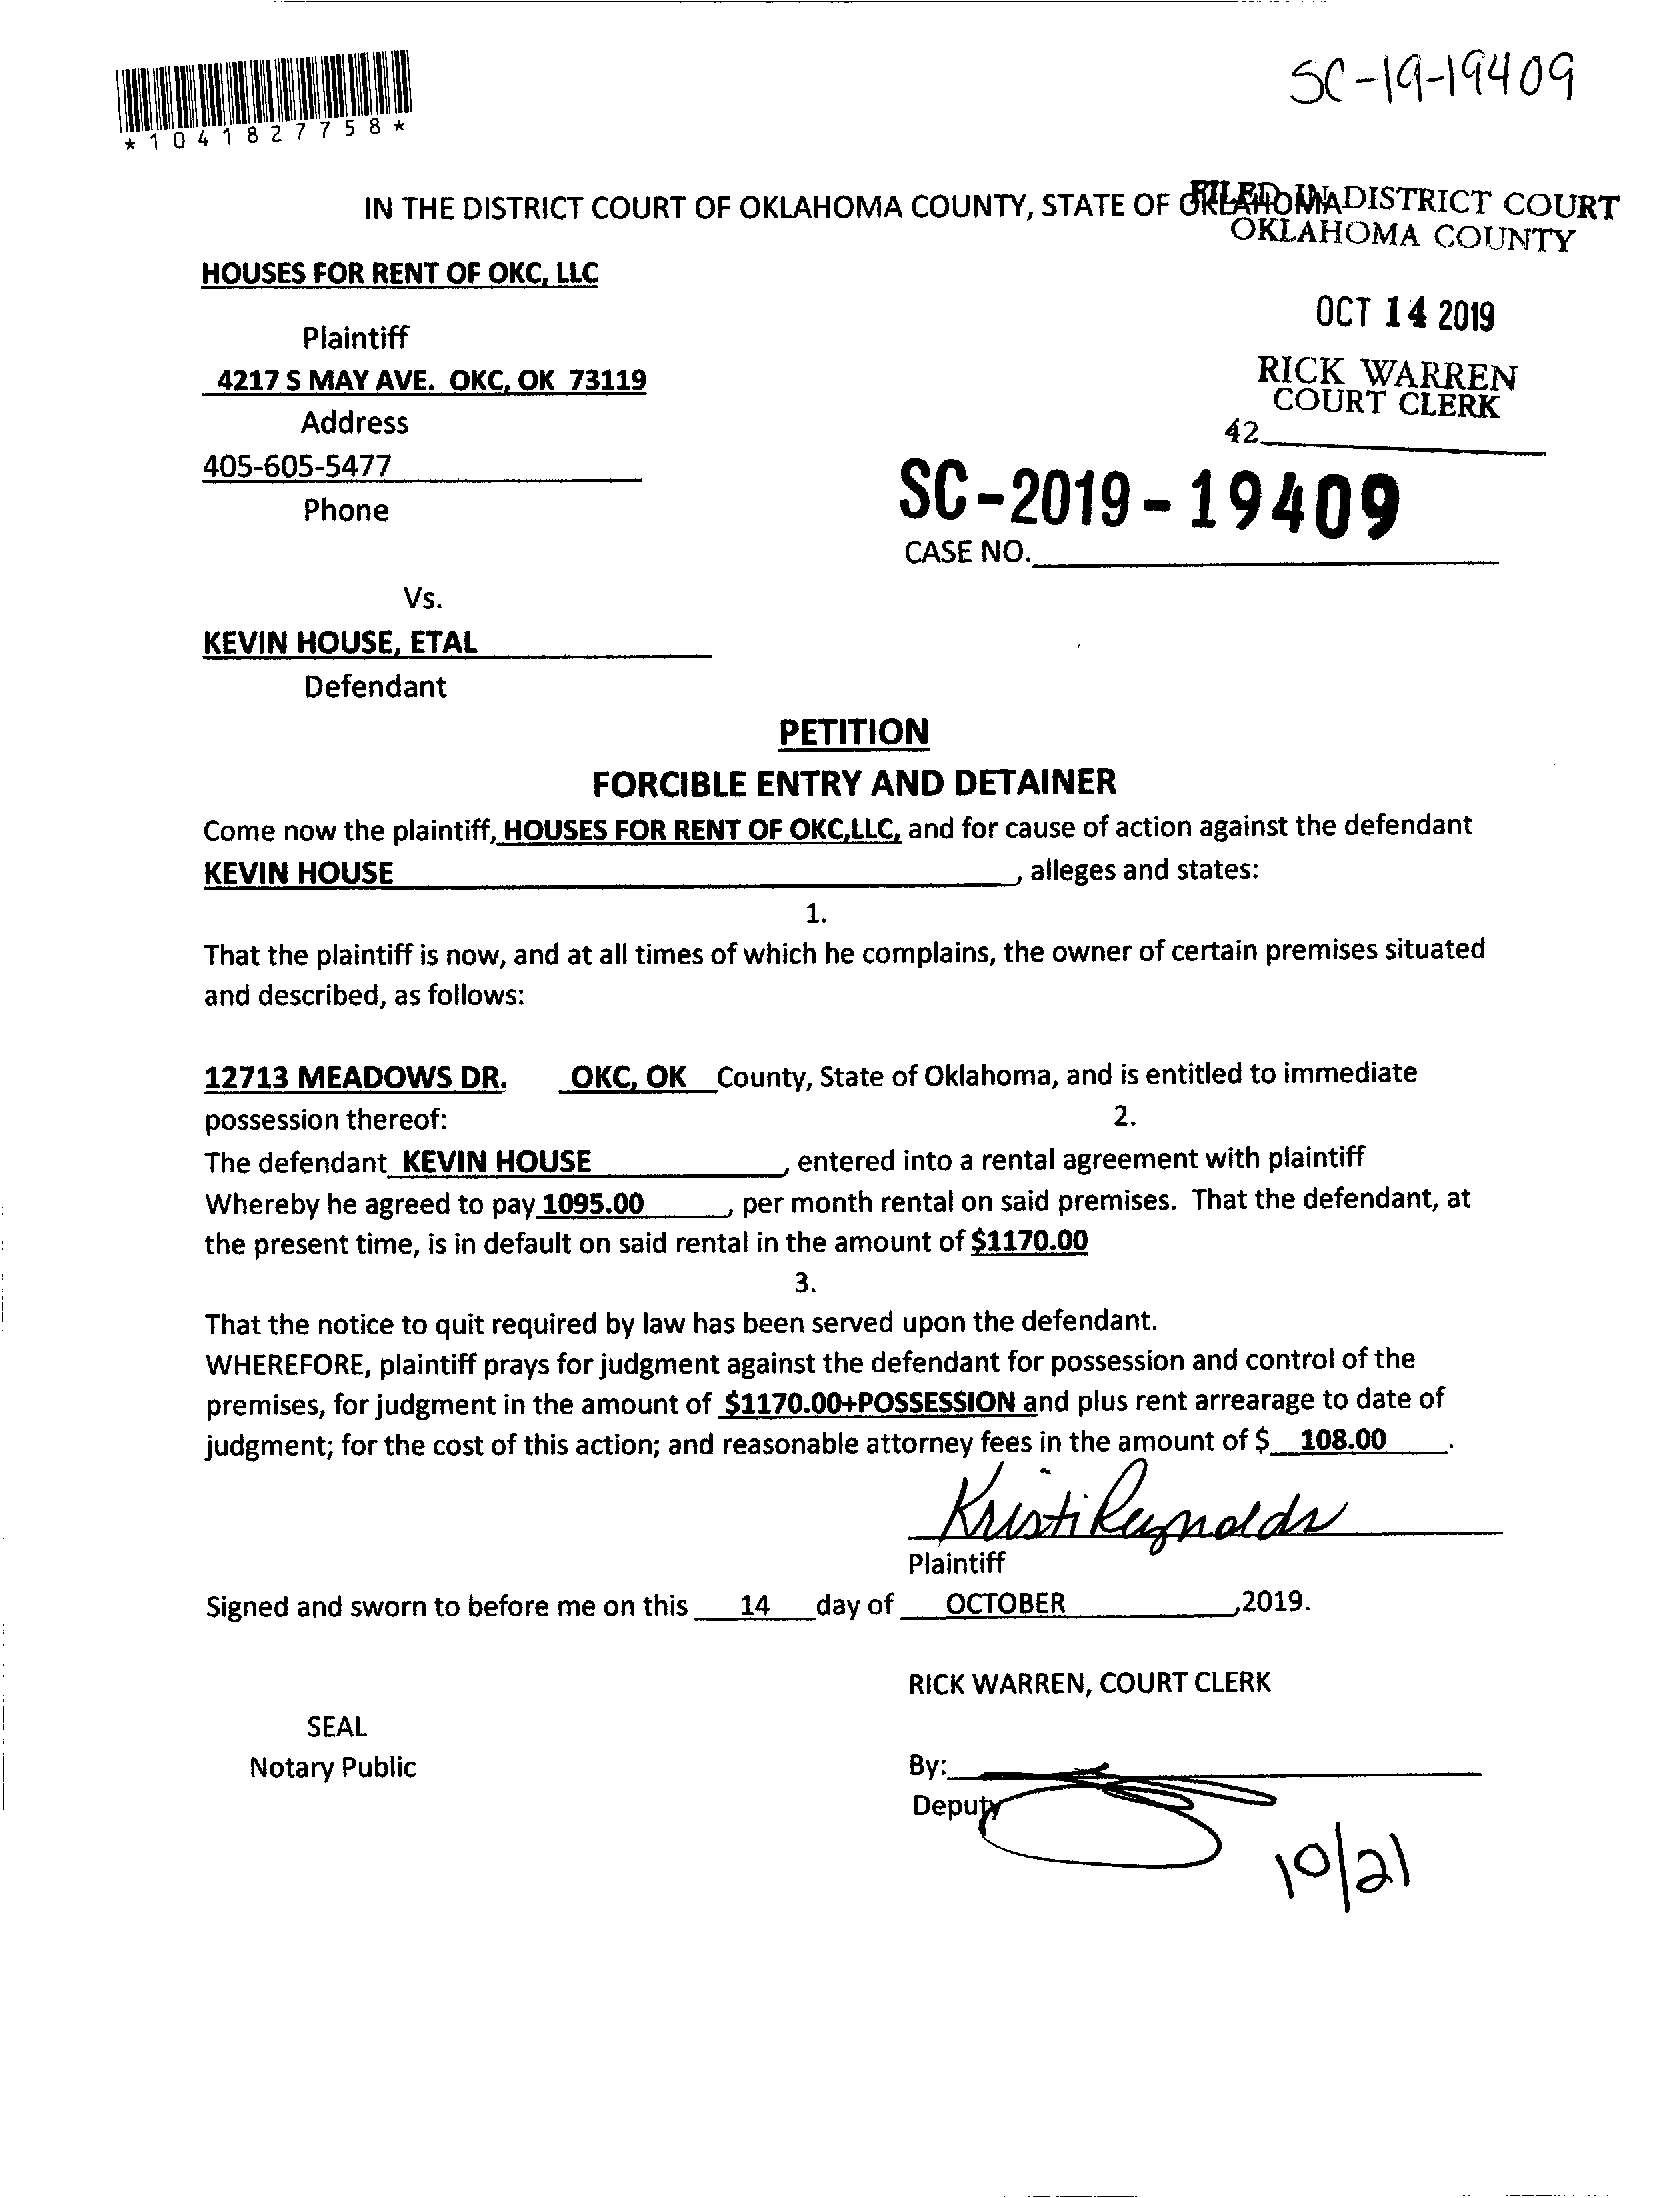 SC-19-19409
*1041827758*
IN THE DISTRICT COURT OF OKLAHOMA COUNTY, STATE OF OKLAHOMA
FILED IN DISTRICT COURT
OKLAHOMA COUNTY
HOUSES FOR RENT OF OKC, LLC
OCT 14 2019
Plaintiff
RICK WARREN
COURT CLERK
4217 S MAY AVE. OKC, OK 73119
Address
42
405-605-5477
Phone
SC-2019-19409
CASE NO.
Vs.
KEVIN HOUSE, ETAL
Defendant
PETITION
FORCIBLE ENTRY AND DETAINER
Come now the plaintiff, HOUSES FOR RENT OF OKC,LLC, and for cause of action against the defendant
KEVIN HOUSE, alleges and states:
1.
That the plaintiff is now, and at all times of which he complains, the owner of certain premises situated
and described, as follows:
12713 MEADOWS DR. OKC, OK County, State of Oklahoma, and is entitled to immediate
possession thereof: 2.
The defendant KEVIN HOUSE, entered into a rental agreement with plaintiff
Whereby he agreed to pay 1095.00, per month rental on said premises. That the defendant, at
the present time, is in default on said rental in the amount of $1170.00
3.
That the notice to quit required by law has been served upon the defendant.
WHEREFORE, plaintiff prays for judgment against the defendant for possession and control of the
premises, for judgment in the amount of $1170.00+POSSESSION and plus rent arrearage to date of
judgment; for the cost of this action; and reasonable attorney fees in the amount of $ 108.00.
Kristi Reynolds
Plaintiff
Signed and sworn to before me on this 14 day of OCTOBER,2019.
RICK WARREN, COURT CLERK
SEAL
Notary Public
By:
Deputy
10/21